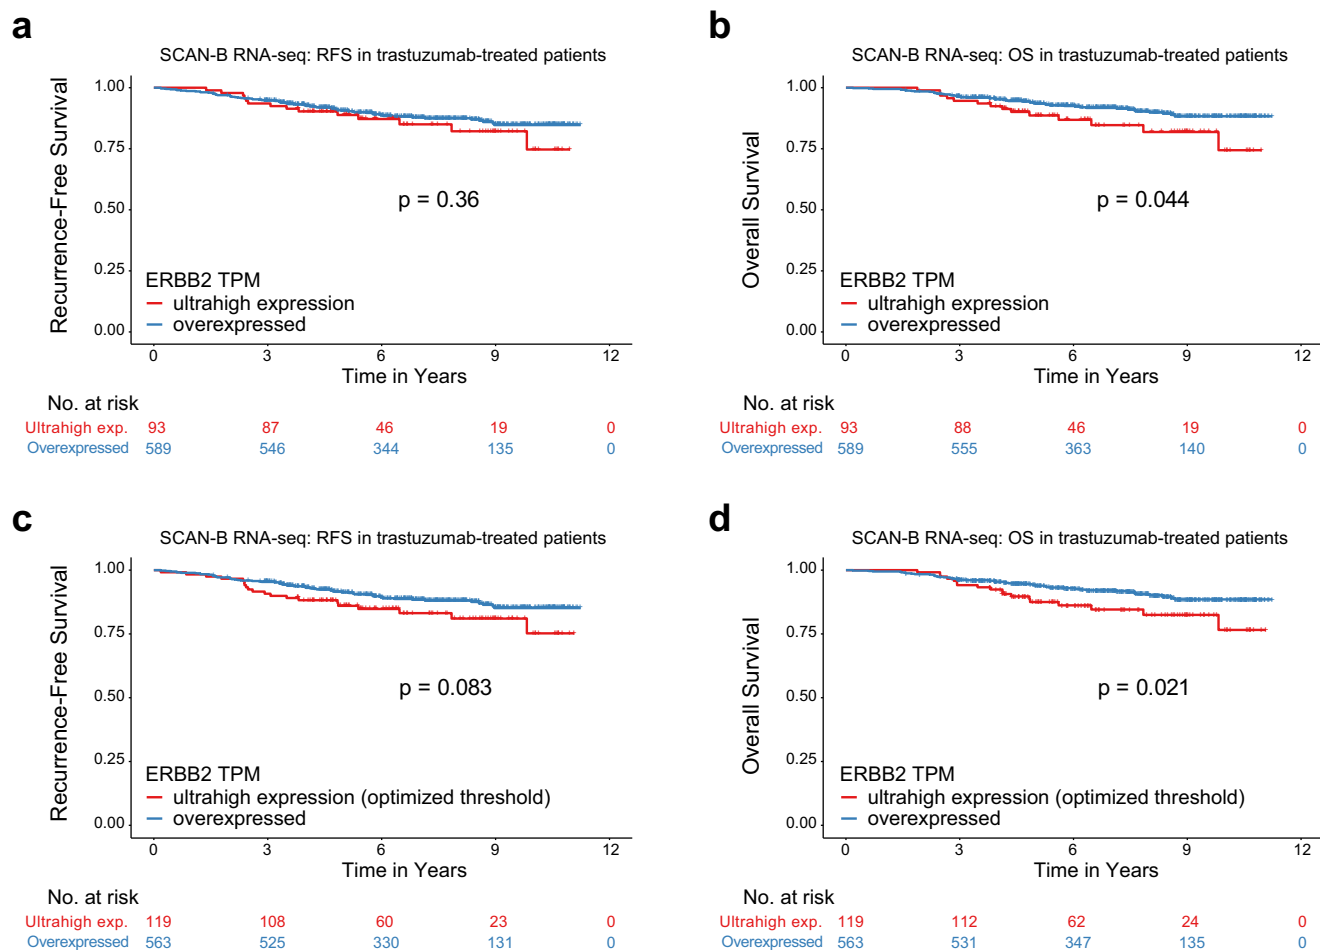 a
SCAN-B RNA-seq: RFS in trastuzumab-treated patients
Recurrence-Free Survival
1.00
0.75
0.50
0.25
0.00
p = 0.36
ERBB2 TPM
ultrahigh expression
overexpressed
0 3 6 9 12
Time in Years
No. at risk
Ultrahigh exp. 93 87 46 19 0
Overexpressed 589 546 344 135 0
b
SCAN-B RNA-seq: OS in trastuzumab-treated patients
Overall Survival
1.00
0.75
0.50
0.25
0.00
p = 0.044
ERBB2 TPM
ultrahigh expression
overexpressed
0 3 6 9 12
Time in Years
No. at risk
Ultrahigh exp. 93 88 46 19 0
Overexpressed 589 555 363 140 0
c
SCAN-B RNA-seq: RFS in trastuzumab-treated patients
Recurrence-Free Survival
1.00
0.75
0.50
0.25
0.00
p = 0.083
ERBB2 TPM
ultrahigh expression (optimized threshold)
overexpressed
0 3 6 9 12
Time in Years
No. at risk
Ultrahigh exp. 119 108 60 23 0
Overexpressed 563 525 330 131 0
d
SCAN-B RNA-seq: OS in trastuzumab-treated patients
Overall Survival
1.00
0.75
0.50
0.25
0.00
p = 0.021
ERBB2 TPM
ultrahigh expression (optimized threshold)
overexpressed
0 3 6 9 12
Time in Years
No. at risk
Ultrahigh exp. 119 112 62 24 0
Overexpressed 563 531 347 135 0